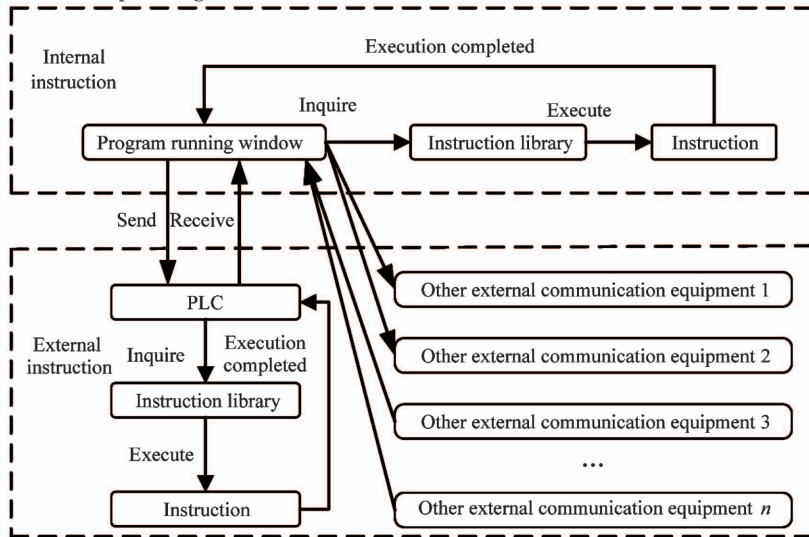 Execution completed
Internal
instruction
Inquire
Execute
Program running window
Instruction library
Instruction
Send
Receive
PLC
Other external communication equipment 1
External
instruction
Inquire
Execution
completed
Other external communication equipment 2
Instruction library
Other external communication equipment 3
Execute
...
Instruction
Other external communication equipment n